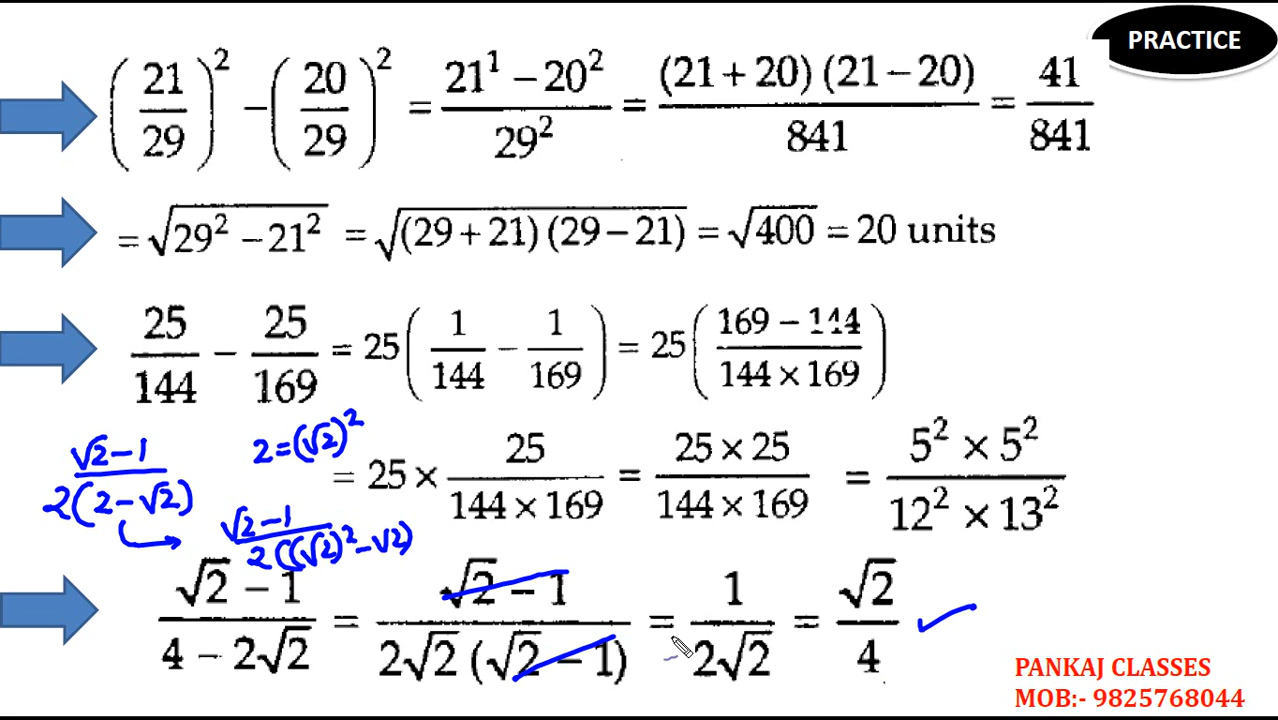 PRACTICE
(21/29)² − (20/29)² = (21¹ − 20²)/29² = ((21 + 20) (21 − 20))/841 = 41/841
= √(29² − 21²) = √((29 + 21) (29 − 21)) = √400 = 20 units
25/144 − 25/169 = 25(1/144 − 1/169) = 25((169 − 144)/(144 × 169))
= 25 × 25/(144 × 169) = (25 × 25)/(144 × 169) = (5² × 5²)/(12² × 13²)
(√2 − 1)/(2(2 − √2))
2 = (√2)²
(√2 − 1)/(2((√2)² − √2))
(√2 − 1)/(4 − 2√2) = (√2 − 1)/(2√2 (√2 − 1)) = 1/(2√2) = √2/4
PANKAJ CLASSES
MOB:- 9825768044